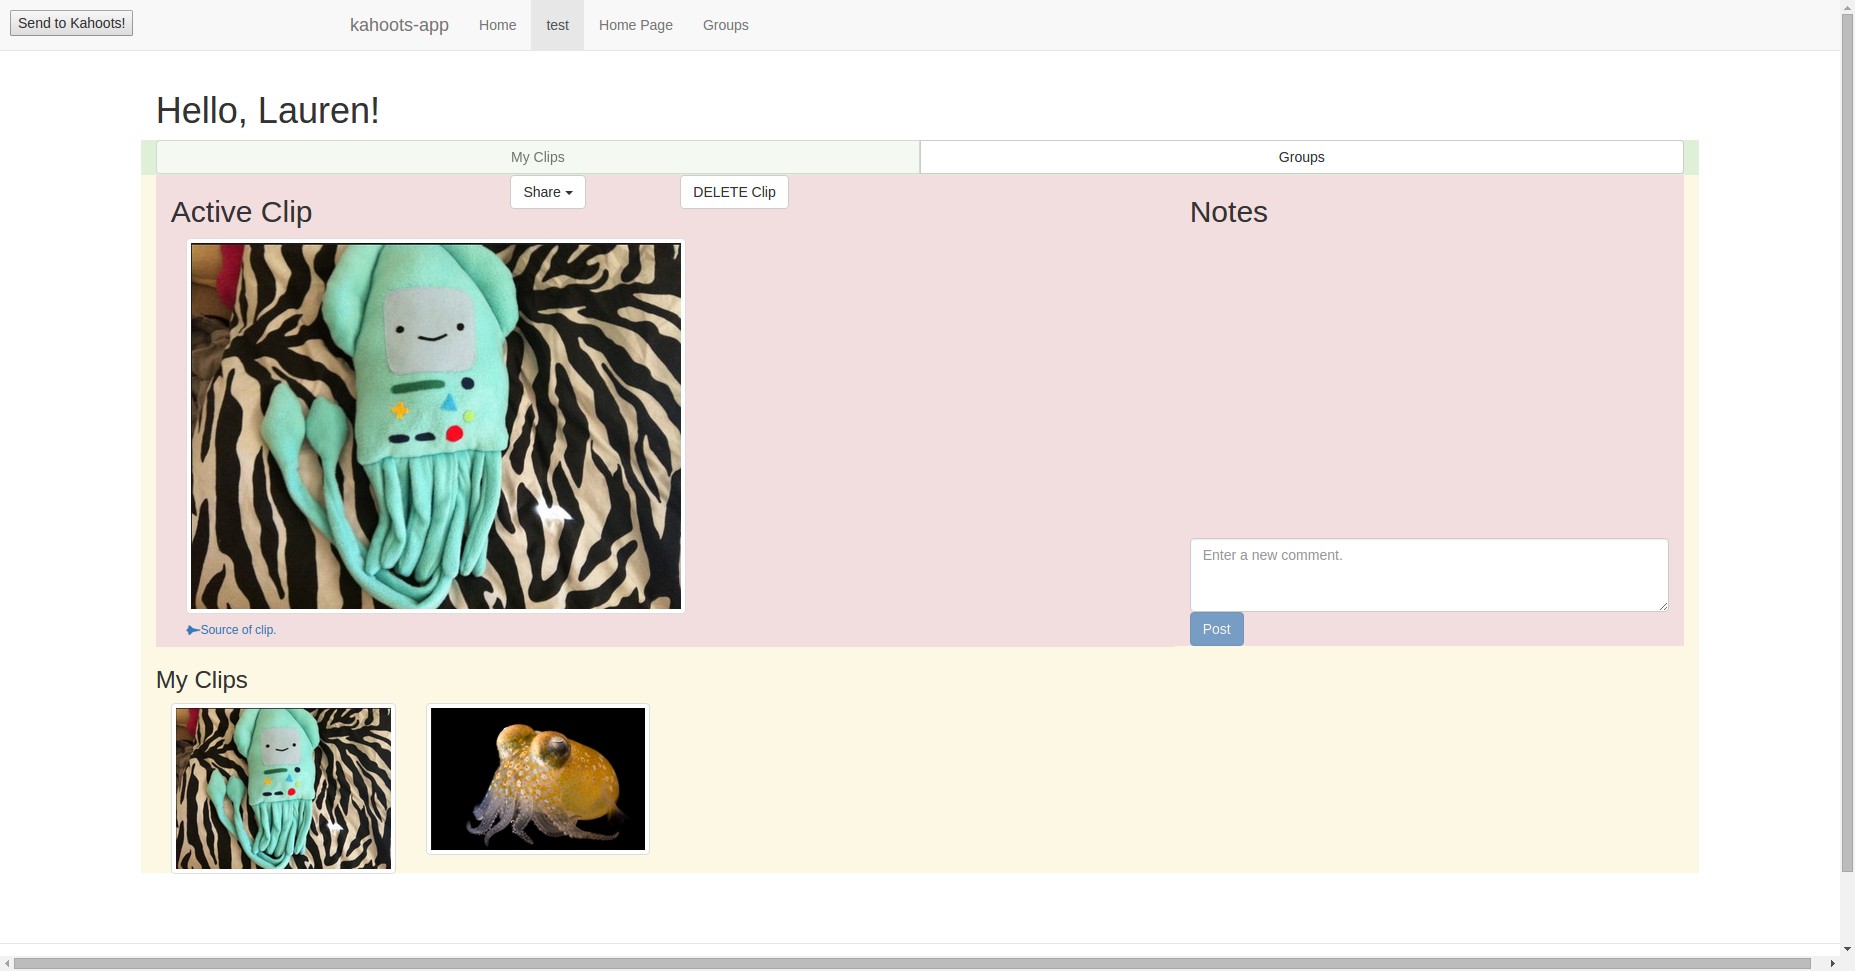 Send to Kahoots!
kahoots-app Home test Home Page Groups
Hello, Lauren!
My Clips Groups
Share DELETE Clip
Active Clip Notes
Enter a new comment.
Source of clip.
Post
My Clips